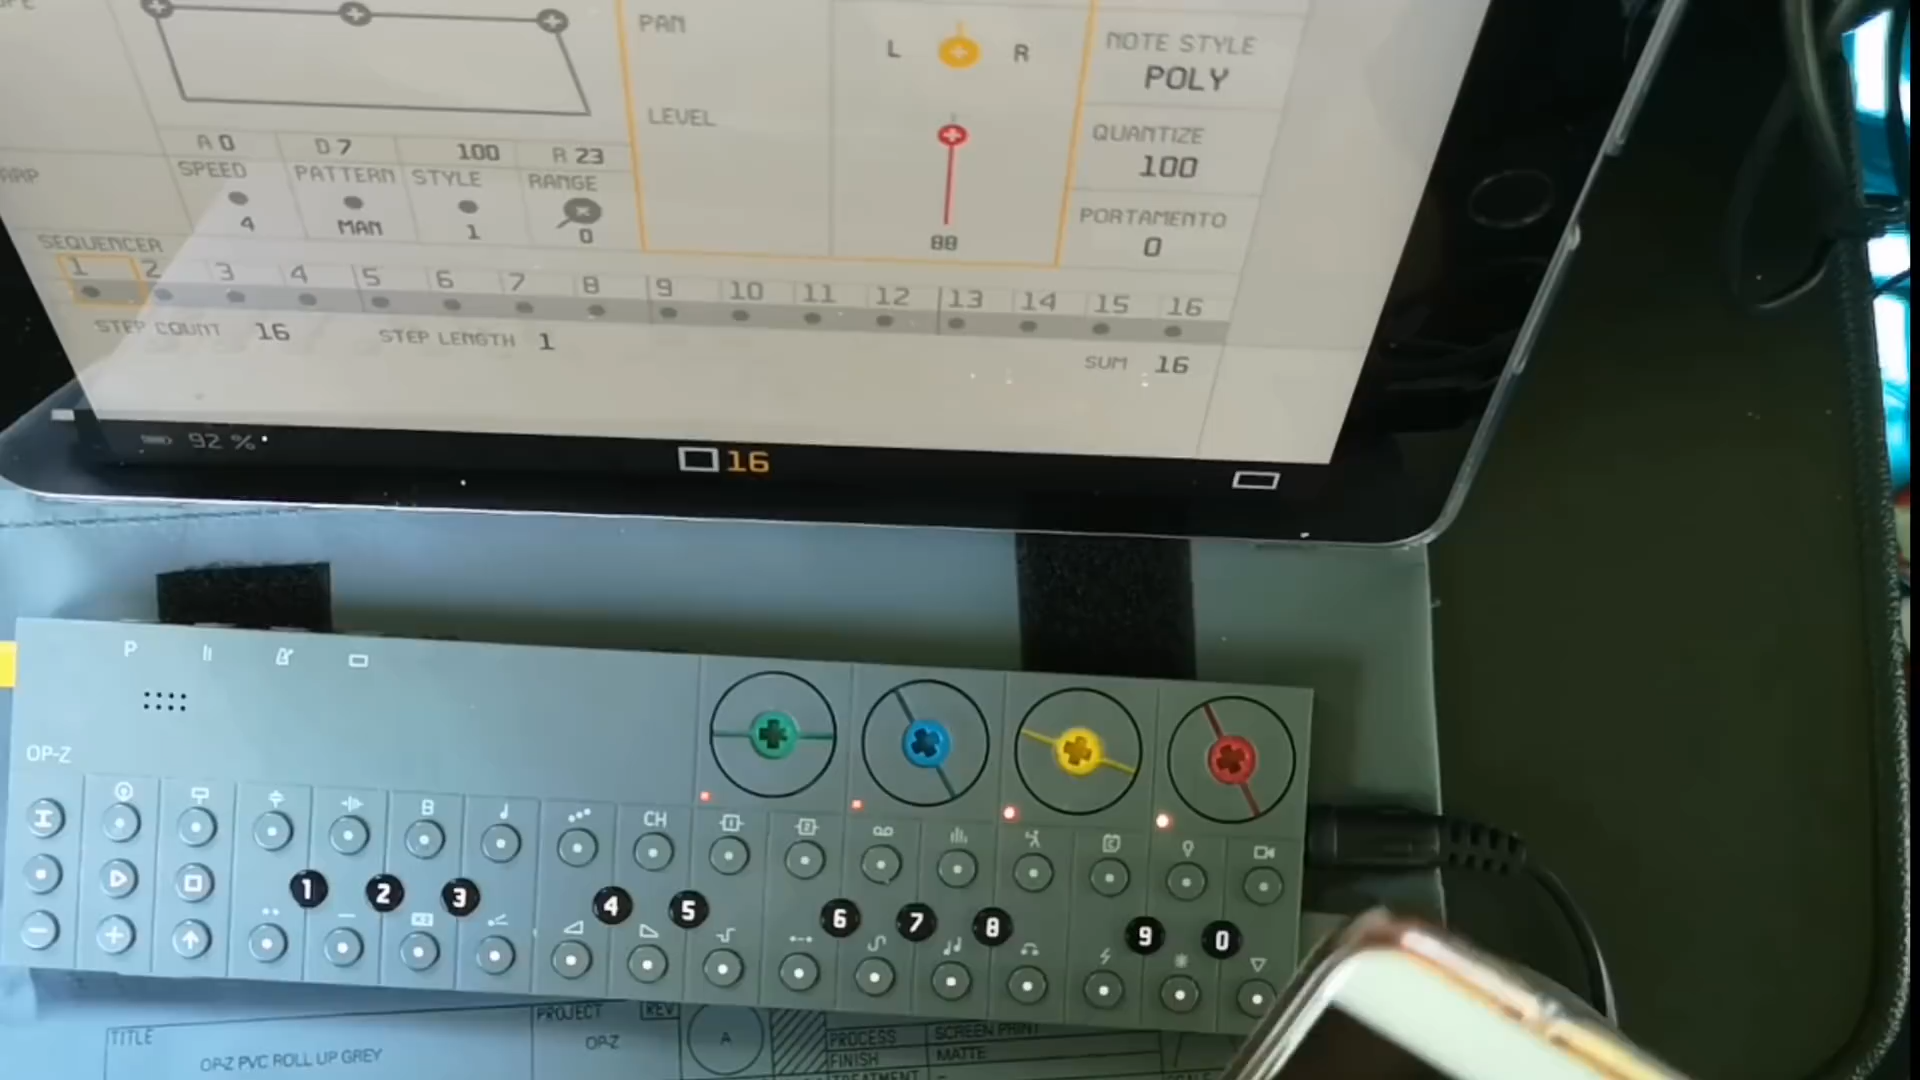 PAN
L R
LEVEL
88
NOTE STYLE
POLY
QUANTIZE
100
PORTAMENTO
0
A 0 D 7 100 R 23
SPEED PATTERN STYLE RANGE
4 MAN 1 0
SEQUENCER
1 2 3 4 5 6 7 8 9 10 11 12 13 14 15 16
STEP COUNT 16 STEP LENGTH 1
SUM 16
92 %
16
P
OP-Z
B CH
1 2 3 4 5 6 7 8 9 0
TITLE
OP-Z PVC ROLL UP GREY
PROJECT
OP-Z
REV
A
PROCESS SCREEN PRINT
FINISH MATTE
TREATMENT -